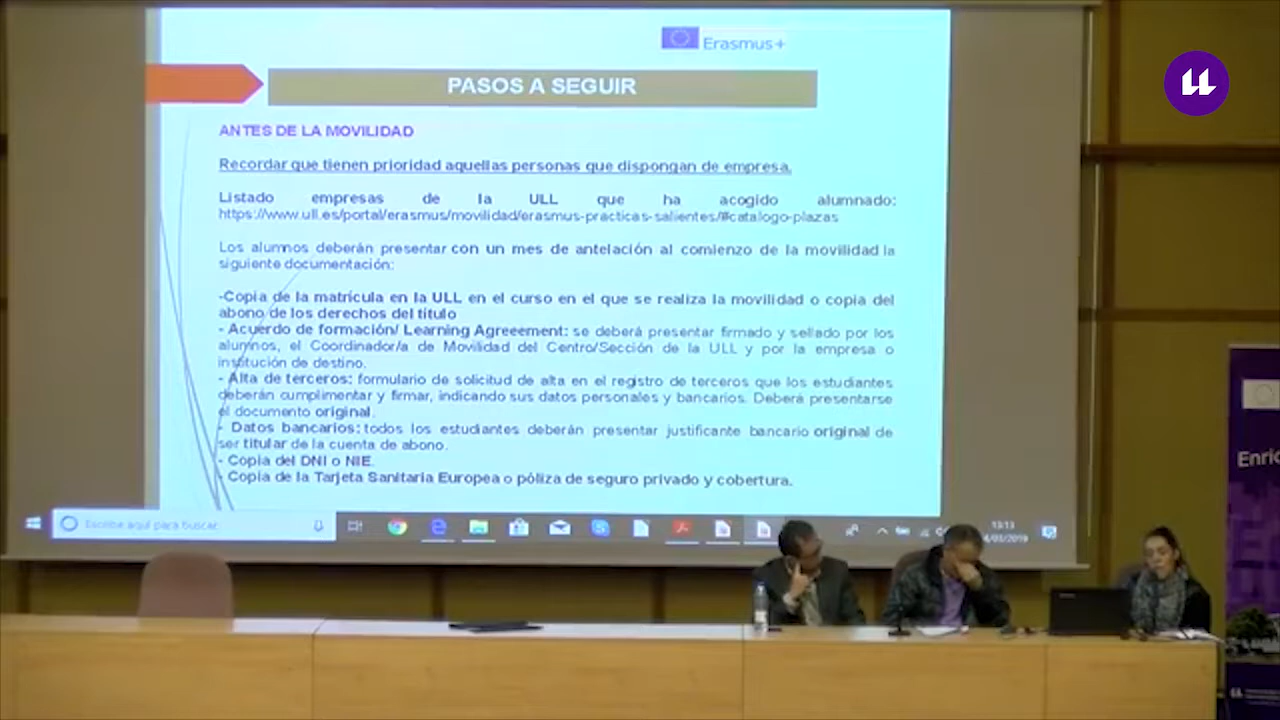 Erasmus+
PASOS A SEGUIR
ANTES DE LA MOVILIDAD
Recordar que tienen prioridad aquellas personas que dispongan de empresa.
Listado empresas de la ULL que ha acogido alumnado:
https://www.ull.es/portal/erasmus/movilidad/erasmus-practicas-salientes/#catalogo-plazas
Los alumnos deberán presentar con un mes de antelación al comienzo de la movilidad la
siguiente documentación:
-Copia de la matrícula en la ULL en el curso en el que se realiza la movilidad o copia del
abono de los derechos del título
- Acuerdo de formación/ Learning Agreeement: se deberá presentar firmado y sellado por los
alumnos, el Coordinador/a de Movilidad del Centro/Sección de la ULL y por la empresa o
institución de destino.
- Alta de terceros: formulario de solicitud de alta en el registro de terceros que los estudiantes
deberán cumplimentar y firmar, indicando sus datos personales y bancarios. Deberá presentarse
el documento original.
- Datos bancarios: todos los estudiantes deberán presentar justificante bancario original de
ser titular de la cuenta de abono.
- Copia del DNI o NIE.
- Copia de la Tarjeta Sanitaria Europea o póliza de seguro privado y cobertura.
Escribe aquí para buscar
13:13